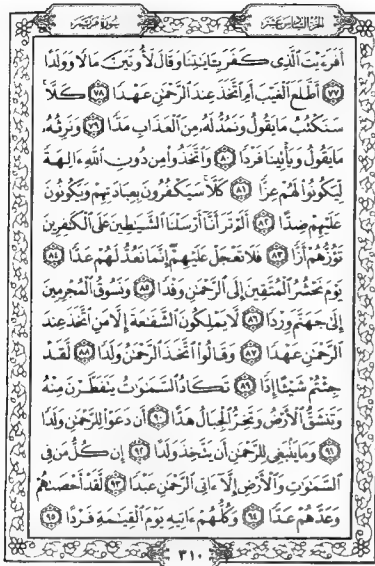 الجزء السادس عشر
سورة مريم
أَفَرَءَيْتَ ٱلَّذِى كَفَرَ بِـَٔايَـٰتِنَا وَقَالَ لَأُوتَيَنَّ مَالًا وَوَلَدًا
٧٧ أَطَّلَعَ ٱلْغَيْبَ أَمِ ٱتَّخَذَ عِندَ ٱلرَّحْمَـٰنِ عَهْدًا ٧٨ كَلَّا
سَنَكْتُبُ مَا يَقُولُ وَنَمُدُّ لَهُۥ مِنَ ٱلْعَذَابِ مَدًّا ٧٩ وَنَرِثُهُۥ
مَا يَقُولُ وَيَأْتِينَا فَرْدًا ٨٠ وَٱتَّخَذُوا۟ مِن دُونِ ٱللَّهِ ءَالِهَةً
لِّيَكُونُوا۟ لَهُمْ عِزًّا ٨١ كَلَّا سَيَكْفُرُونَ بِعِبَادَتِهِمْ وَيَكُونُونَ
عَلَيْهِمْ ضِدًّا ٨٢ أَلَمْ تَرَ أَنَّآ أَرْسَلْنَا ٱلشَّيَـٰطِينَ عَلَى ٱلْكَـٰفِرِينَ
تَؤُزُّهُمْ أَزًّا ٨٣ فَلَا تَعْجَلْ عَلَيْهِمْ إِنَّمَا نَعُدُّ لَهُمْ عَدًّا ٨٤
يَوْمَ نَحْشُرُ ٱلْمُتَّقِينَ إِلَى ٱلرَّحْمَـٰنِ وَفْدًا ٨٥ وَنَسُوقُ ٱلْمُجْرِمِينَ
إِلَىٰ جَهَنَّمَ وِرْدًا ٨٦ لَّا يَمْلِكُونَ ٱلشَّفَـٰعَةَ إِلَّا مَنِ ٱتَّخَذَ عِندَ
ٱلرَّحْمَـٰنِ عَهْدًا ٨٧ وَقَالُوا۟ ٱتَّخَذَ ٱلرَّحْمَـٰنُ وَلَدًا ٨٨ لَّقَدْ
جِئْتُمْ شَيْـًٔا إِدًّا ٨٩ تَكَادُ ٱلسَّمَـٰوَٰتُ يَتَفَطَّرْنَ مِنْهُ
وَتَنشَقُّ ٱلْأَرْضُ وَتَخِرُّ ٱلْجِبَالُ هَدًّا ٩٠ أَن دَعَوْا۟ لِلرَّحْمَـٰنِ وَلَدًا
٩١ وَمَا يَنۢبَغِى لِلرَّحْمَـٰنِ أَن يَتَّخِذَ وَلَدًا ٩٢ إِن كُلُّ مَن فِى
ٱلسَّمَـٰوَٰتِ وَٱلْأَرْضِ إِلَّآ ءَاتِى ٱلرَّحْمَـٰنِ عَبْدًا ٩٣ لَّقَدْ أَحْصَىٰهُمْ
وَعَدَّهُمْ عَدًّا ٩٤ وَكُلُّهُمْ ءَاتِيهِ يَوْمَ ٱلْقِيَـٰمَةِ فَرْدًا ٩٥
٣١٠